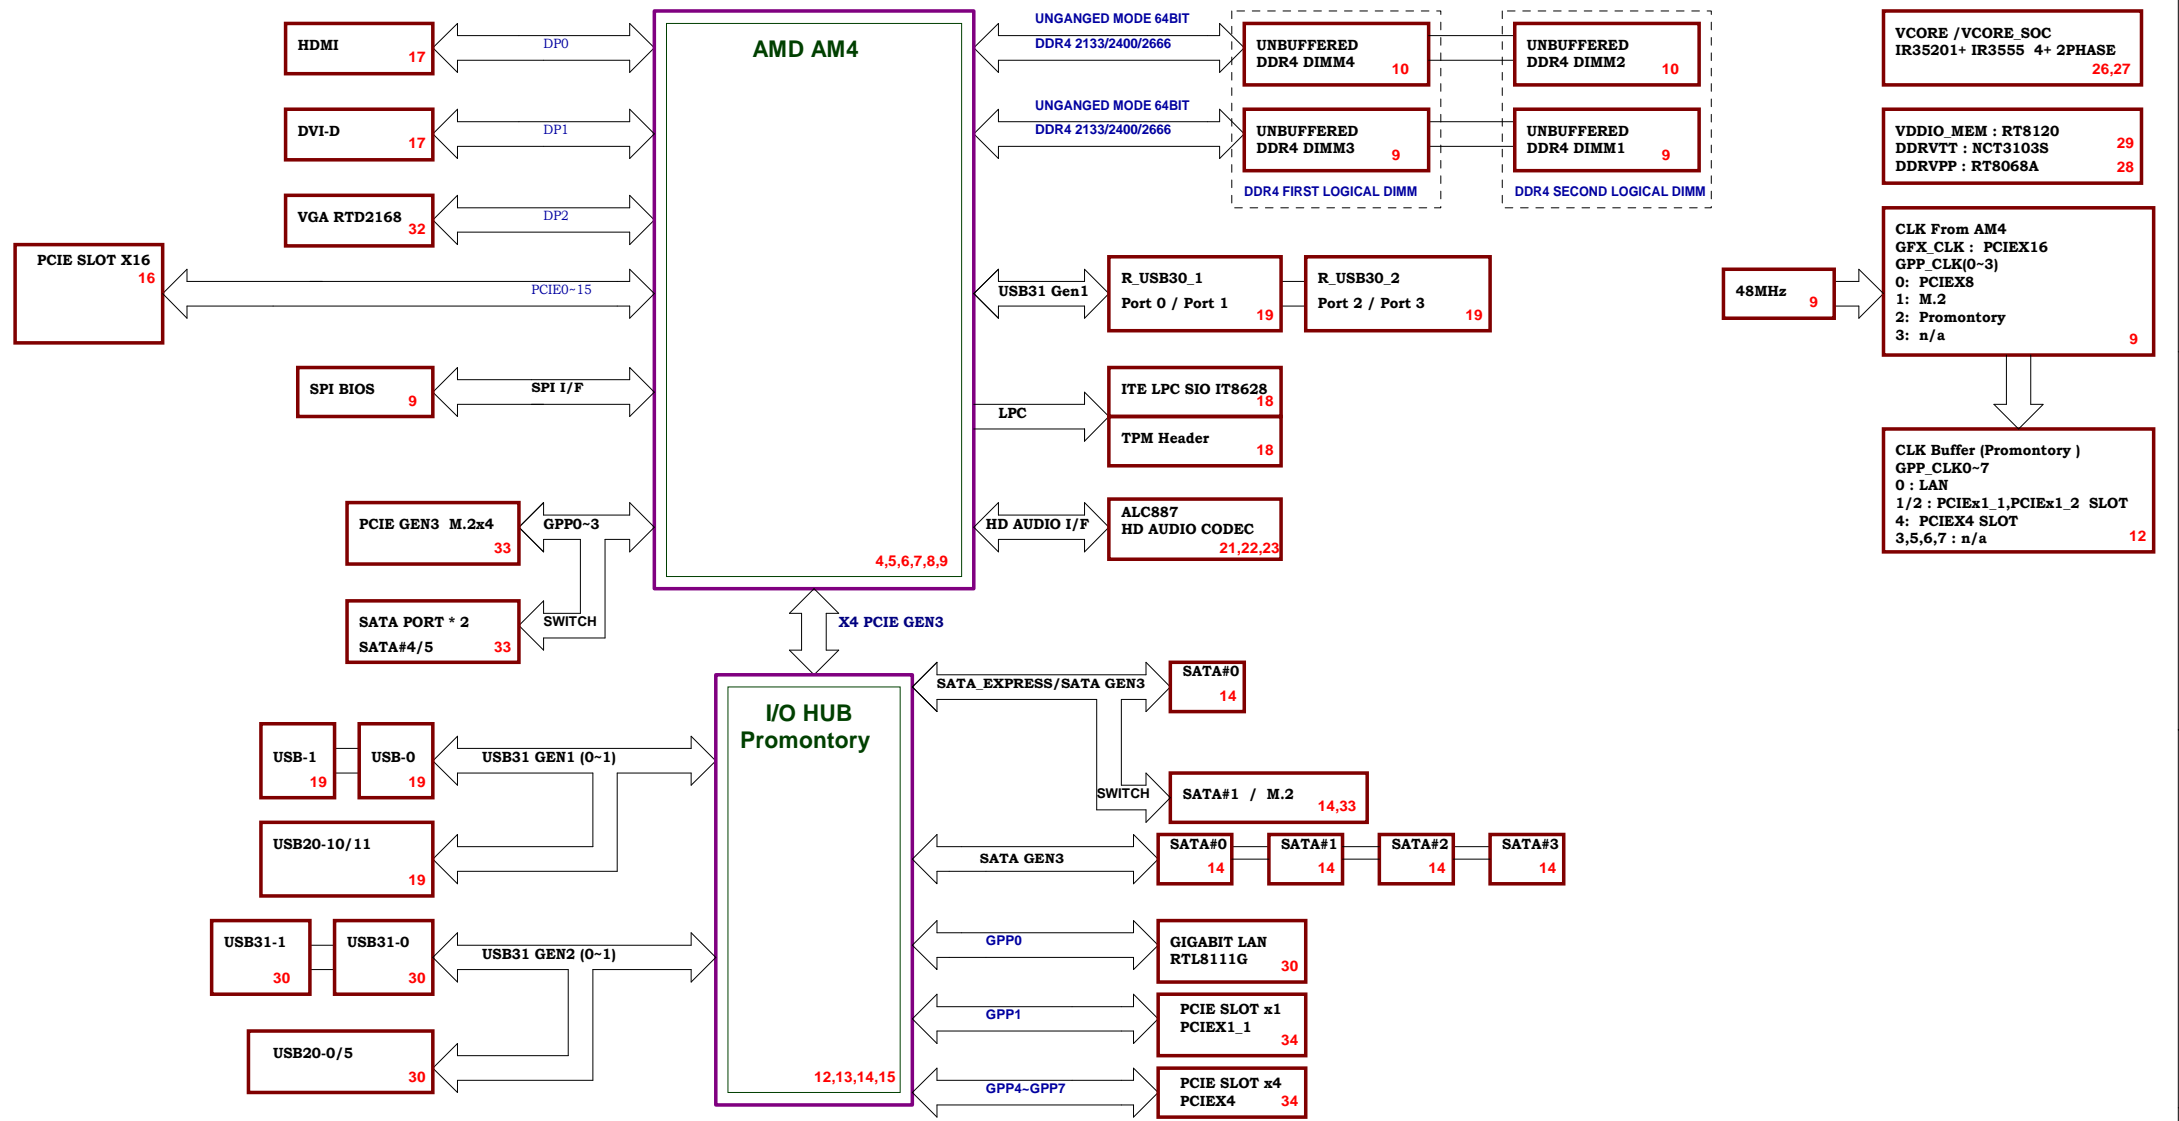 HDMI
17
DP0
DVI-D
17
DP1
VGA RTD2168
32
DP2
PCIE SLOT X16
16
PCIE0~15
SPI BIOS
9
SPI I/F
PCIE GEN3 M.2x4
33
GPP0~3
SATA PORT * 2
SATA#4/5
33
SWITCH
AMD AM4
4,5,6,7,8,9
X4 PCIE GEN3
UNGANGED MODE 64BIT
DDR4 2133/2400/2666
UNBUFFERED
DDR4 DIMM4
10
UNBUFFERED
DDR4 DIMM2
10
UNGANGED MODE 64BIT
DDR4 2133/2400/2666
UNBUFFERED
DDR4 DIMM3
9
UNBUFFERED
DDR4 DIMM1
9
DDR4 FIRST LOGICAL DIMM
DDR4 SECOND LOGICAL DIMM
USB31 Gen1
R_USB30_1
Port 0 / Port 1
19
R_USB30_2
Port 2 / Port 3
19
LPC
ITE LPC SIO IT8628
18
TPM Header
18
HD AUDIO I/F
ALC887
HD AUDIO CODEC
21,22,23
VCORE /VCORE_SOC
IR35201+ IR3555 4+ 2PHASE
26,27
VDDIO_MEM : RT8120
29
DDRVTT : NCT3103S
DDRVPP : RT8068A
28
48MHz
9
CLK From AM4
GFX_CLK : PCIEX16
GPP_CLK(0~3)
0: PCIEX8
1: M.2
2: Promontory
3: n/a
9
CLK Buffer (Promontory )
GPP_CLK0~7
0 : LAN
1/2 : PCIEx1_1,PCIEx1_2 SLOT
4: PCIEX4 SLOT
3,5,6,7 : n/a
12
I/O HUB
Promontory
12,13,14,15
USB-1
19
USB-0
19
USB31 GEN1 (0~1)
USB20-10/11
19
USB31-1
30
USB31-0
30
USB31 GEN2 (0~1)
USB20-0/5
30
SATA_EXPRESS/SATA GEN3
SATA#0
14
SWITCH
SATA#1 / M.2
14,33
SATA GEN3
SATA#0
14
SATA#1
14
SATA#2
14
SATA#3
14
GPP0
GIGABIT LAN
RTL8111G
30
GPP1
PCIE SLOT x1
PCIEX1_1
34
GPP4~GPP7
PCIE SLOT x4
PCIEX4
34